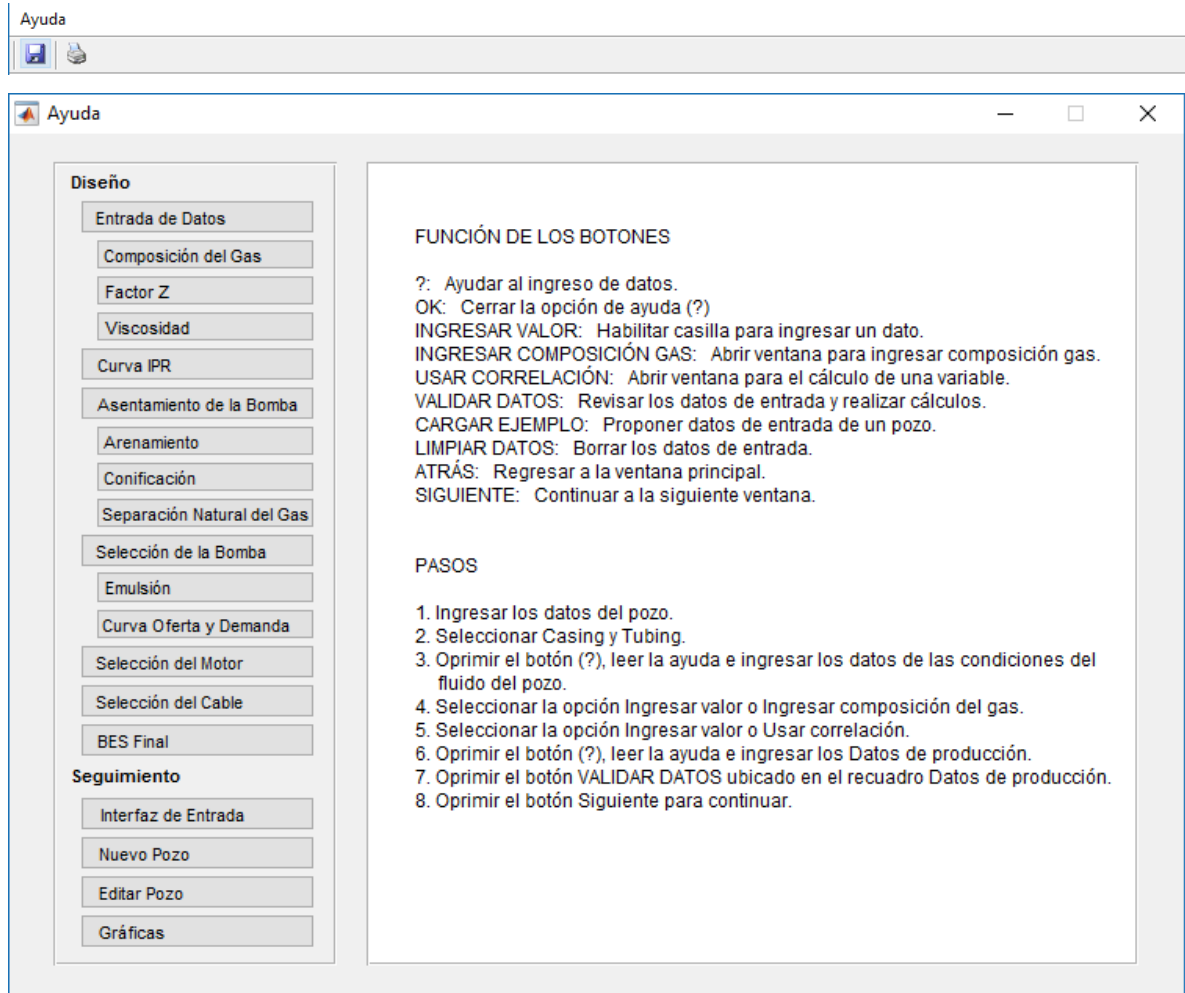 Ayuda
Ayuda
Diseño
Entrada de Datos
Composición del Gas
Factor Z
Viscosidad
Curva IPR
Asentamiento de la Bomba
Arenamiento
Conificación
Separación Natural del Gas
Selección de la Bomba
Emulsión
Curva Oferta y Demanda
Selección del Motor
Selección del Cable
BES Final
Seguimiento
Interfaz de Entrada
Nuevo Pozo
Editar Pozo
Gráficas
FUNCIÓN DE LOS BOTONES
?: Ayudar al ingreso de datos.
OK: Cerrar la opción de ayuda (?)
INGRESAR VALOR: Habilitar casilla para ingresar un dato.
INGRESAR COMPOSICIÓN GAS: Abrir ventana para ingresar composición gas.
USAR CORRELACIÓN: Abrir ventana para el cálculo de una variable.
VALIDAR DATOS: Revisar los datos de entrada y realizar cálculos.
CARGAR EJEMPLO: Proponer datos de entrada de un pozo.
LIMPIAR DATOS: Borrar los datos de entrada.
ATRÁS: Regresar a la ventana principal.
SIGUIENTE: Continuar a la siguiente ventana.
PASOS
1. Ingresar los datos del pozo.
2. Seleccionar Casing y Tubing.
3. Oprimir el botón (?), leer la ayuda e ingresar los datos de las condiciones del
fluido del pozo.
4. Seleccionar la opción Ingresar valor o Ingresar composición del gas.
5. Seleccionar la opción Ingresar valor o Usar correlación.
6. Oprimir el botón (?), leer la ayuda e ingresar los Datos de producción.
7. Oprimir el botón VALIDAR DATOS ubicado en el recuadro Datos de producción.
8. Oprimir el botón Siguiente para continuar.